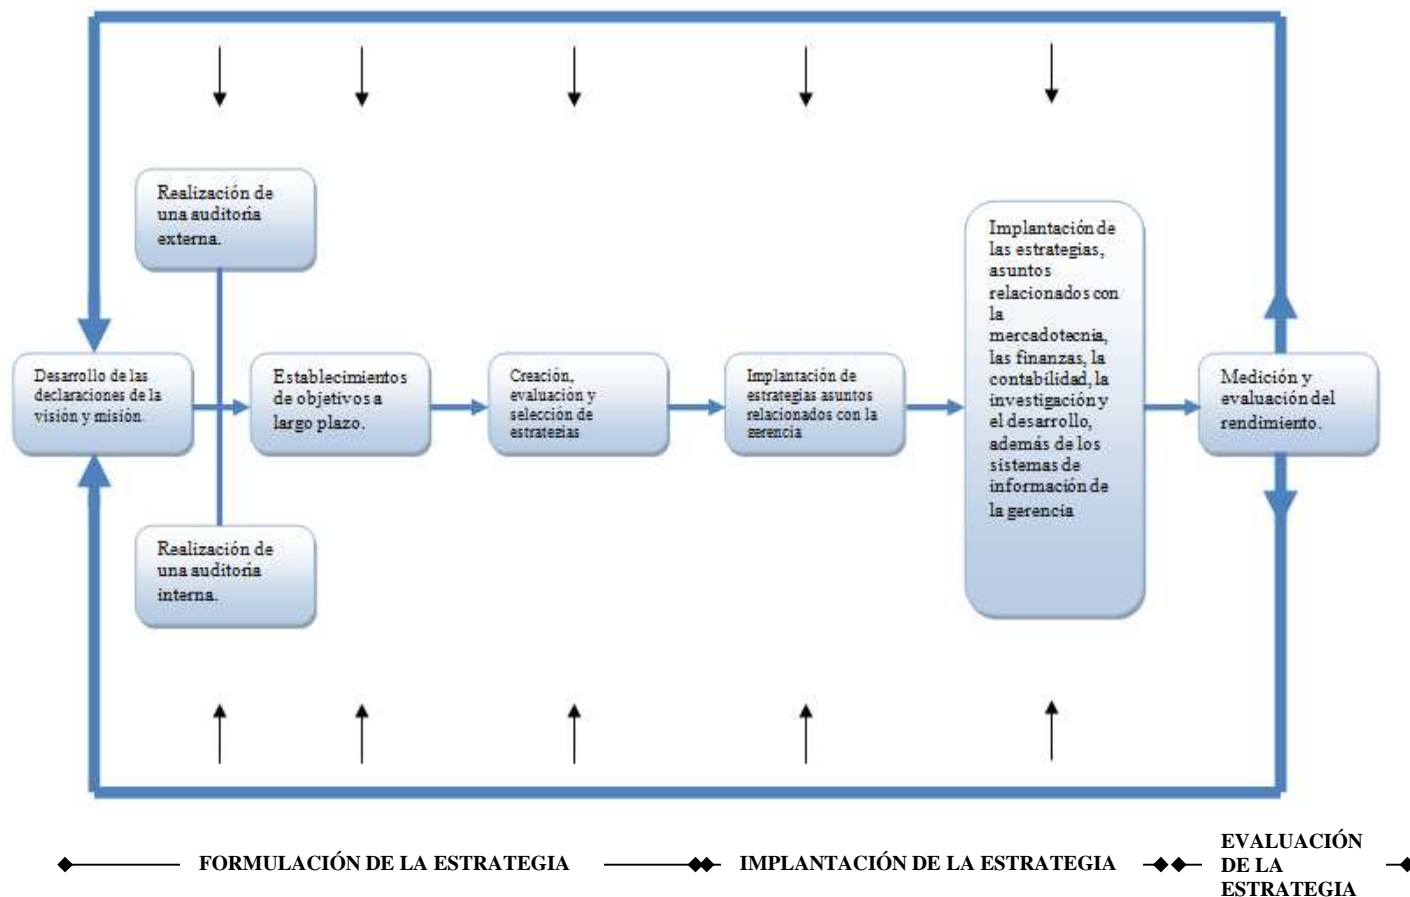 Realización de
una auditoría
externa.
Desarrollo de las
declaraciones de la
visión y misión.
Realización de
una auditoría
interna.
Establecimientos
de objetivos a
largo plazo.
Creación,
evaluación y
selección de
estrategias
Implantación de
estrategias asuntos
relacionados con la
gerencia
Implantación de
las estrategias,
asuntos
relacionados con
la
mercadotecnia,
las finanzas, la
contabilidad, la
investigación y
el desarrollo,
además de los
sistemas de
información de
la gerencia
Medición y
evaluación del
rendimiento.
FORMULACIÓN DE LA ESTRATEGIA
IMPLANTACIÓN DE LA ESTRATEGIA
EVALUACIÓN
DE LA
ESTRATEGIA